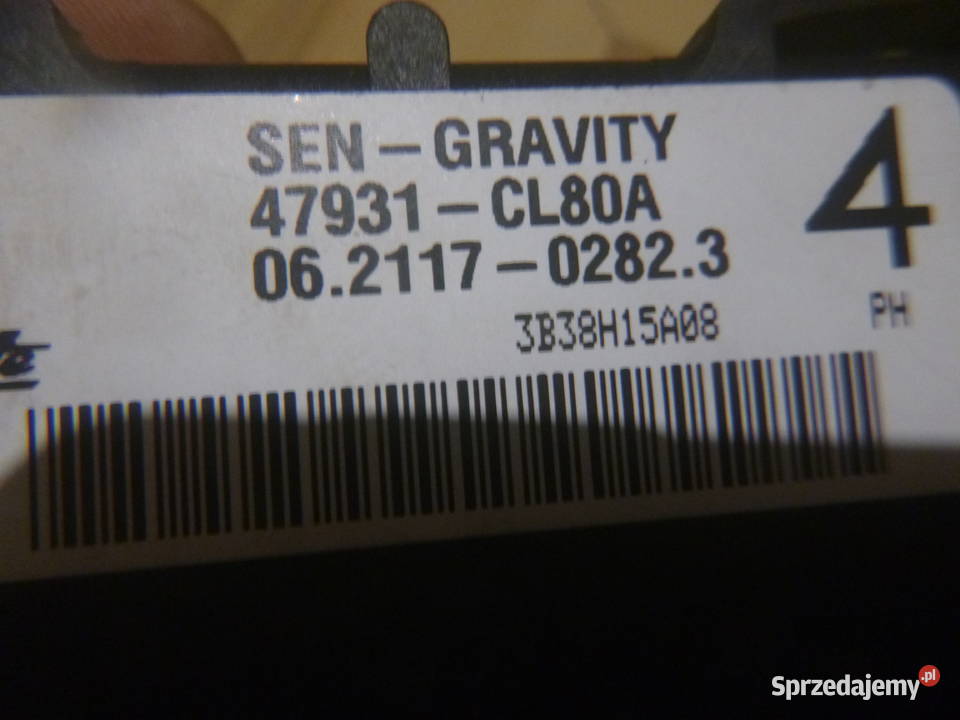 SEN-GRAVITY
47931-CL80A
06.2117-0282.3
4
3B38H15A08
PH
Sprzedajemy.pl